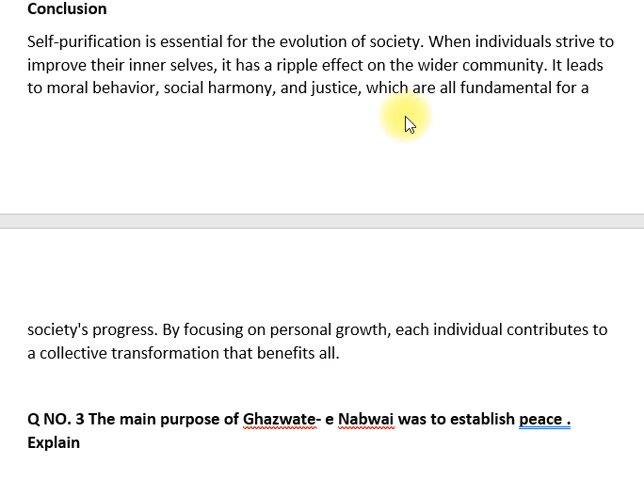 Conclusion
Self-purification is essential for the evolution of society. When individuals strive to
improve their inner selves, it has a ripple effect on the wider community. It leads
to moral behavior, social harmony, and justice, which are all fundamental for a
society's progress. By focusing on personal growth, each individual contributes to
a collective transformation that benefits all.
Q NO. 3 The main purpose of Ghazwate- e Nabwai was to establish peace .
Explain